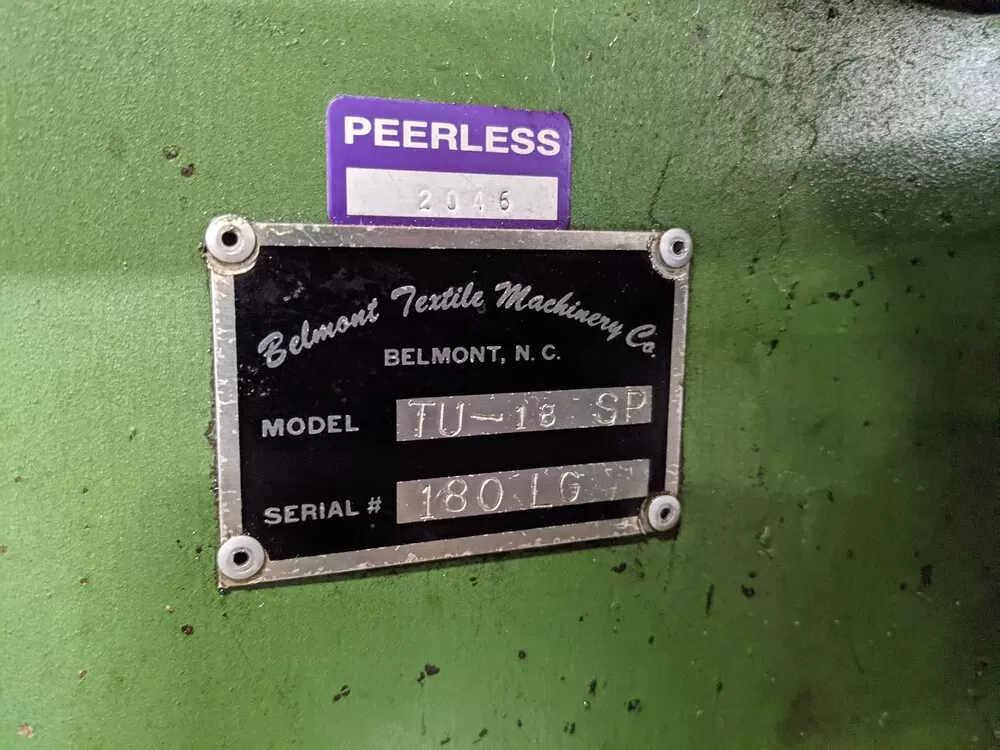 PEERLESS
2046
Belmont Textile Machinery Co.
BELMONT, N. C.
MODEL TU-18 SP
SERIAL # 180 LG